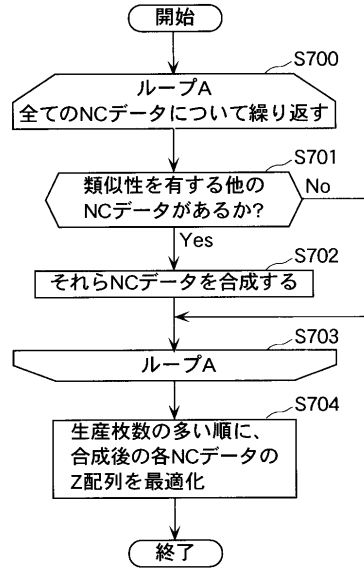 開始
S700
ループA
全てのNCデータについて繰り返す
S701
類似性を有する他の
NCデータがあるか?
No
Yes
S702
それらNCデータを合成する
S703
ループA
S704
生産枚数の多い順に、
合成後の各NCデータの
Z配列を最適化
終了